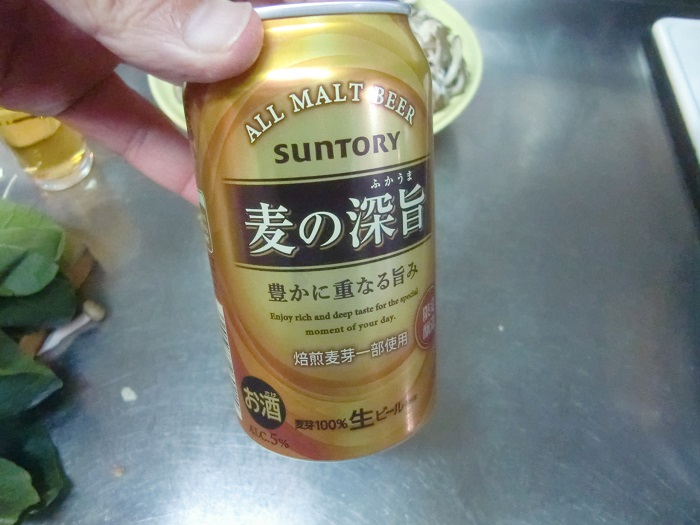 ALL MALT BEER
SUNTORY
ふかうま
麦の深旨
豊かに重なる旨み
Enjoy rich and deep taste for the special
moment of your day.
焙煎麦芽一部使用
お酒
ALC.5%
麦芽100% 生ビール